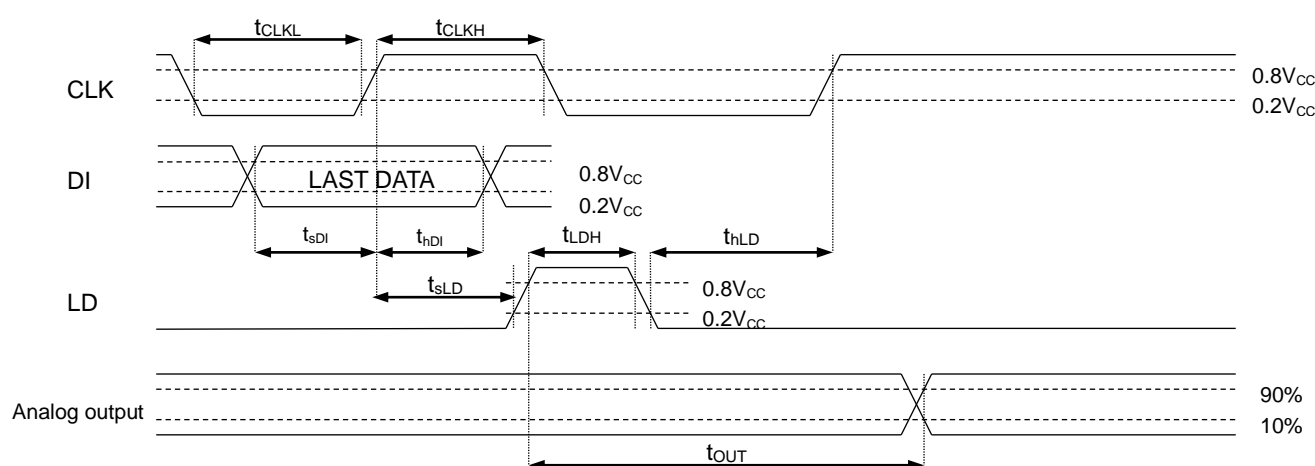 tCLKL tCLKH
CLK
0.8VCC
0.2VCC
DI
LAST DATA
0.8VCC
0.2VCC
tsDI thDI tLDH thLD
tsLD
LD
0.8VCC
0.2VCC
Analog output
90%
10%
tOUT